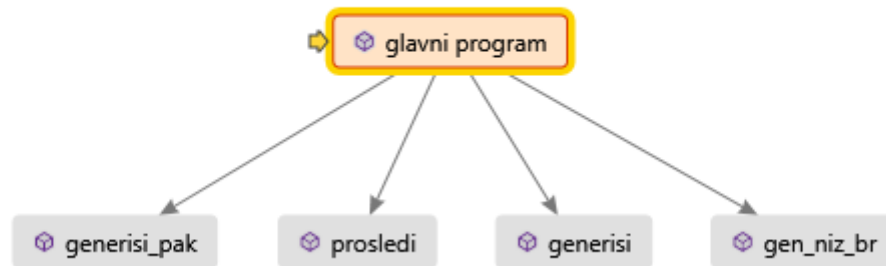 glavni program
generisi_pak
prosledi
generisi
gen_niz_br